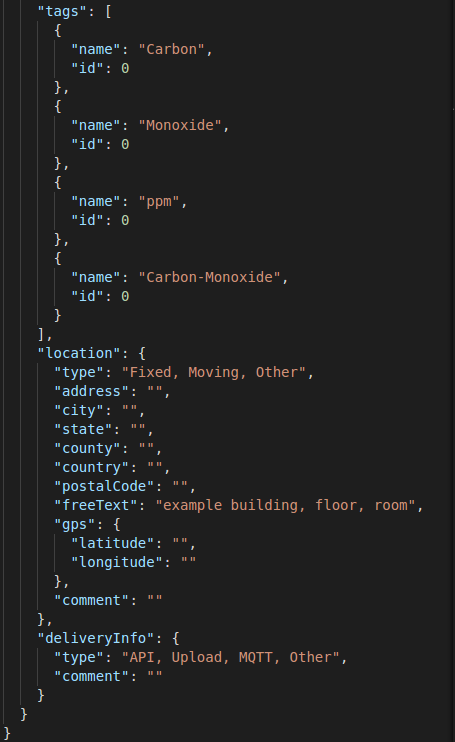 "tags": [
{
"name": "Carbon",
"id": 0
},
{
"name": "Monoxide",
"id": 0
},
{
"name": "ppm",
"id": 0
},
{
"name": "Carbon-Monoxide",
"id": 0
}
],
"location": {
"type": "Fixed, Moving, Other",
"address": "",
"city": "",
"state": "",
"county": "",
"country": "",
"postalCode": "",
"freeText": "example building, floor, room",
"gps": {
"latitude": "",
"longitude": ""
},
"comment": ""
},
"deliveryInfo": {
"type": "API, Upload, MQTT, Other",
"comment": ""
}
}
}